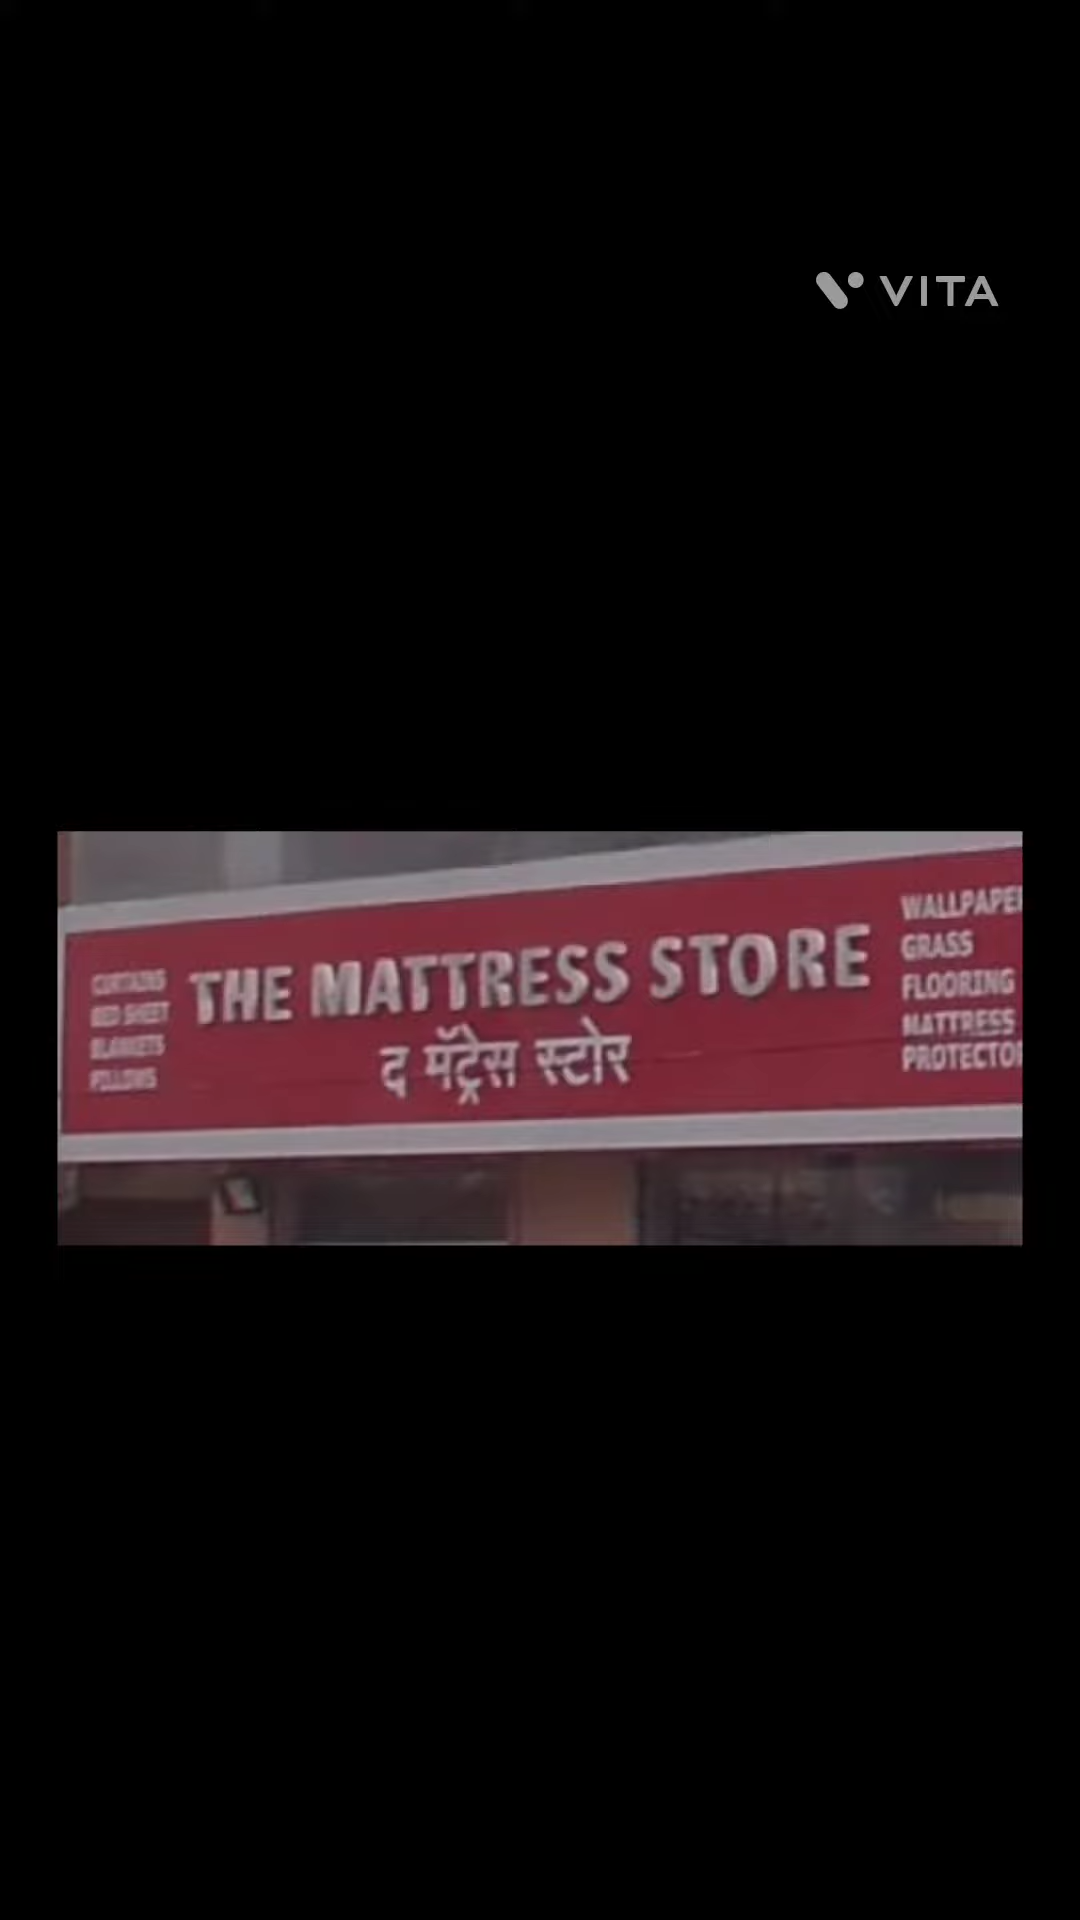 VITA
CURTAINS
BED SHEET
BLANKETS
PILLOWS
THE MATTRESS STORE
द मॅट्रेस स्टोर
WALLPAPER
GRASS
FLOORING
MATTRESS
PROTECTOR